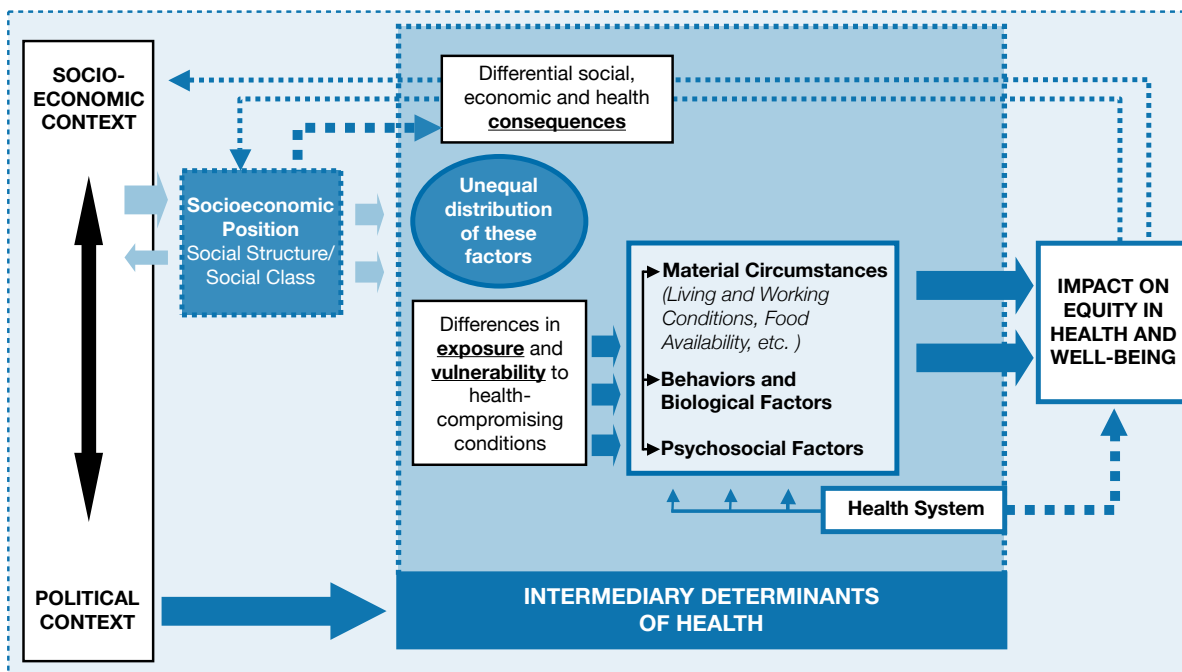 SOCIO-
ECONOMIC
CONTEXT
POLITICAL
CONTEXT
Socioeconomic
Position
Social Structure/
Social Class
Differential social,
economic and health
consequences
Unequal
distribution
of these
factors
Differences in
exposure and
vulnerability to
health-
compromising
conditions
Material Circumstances
(Living and Working
Conditions, Food
Availability, etc. )
Behaviors and
Biological Factors
Psychosocial Factors
Health System
IMPACT ON
EQUITY IN
HEALTH AND
WELL-BEING
INTERMEDIARY DETERMINANTS
OF HEALTH